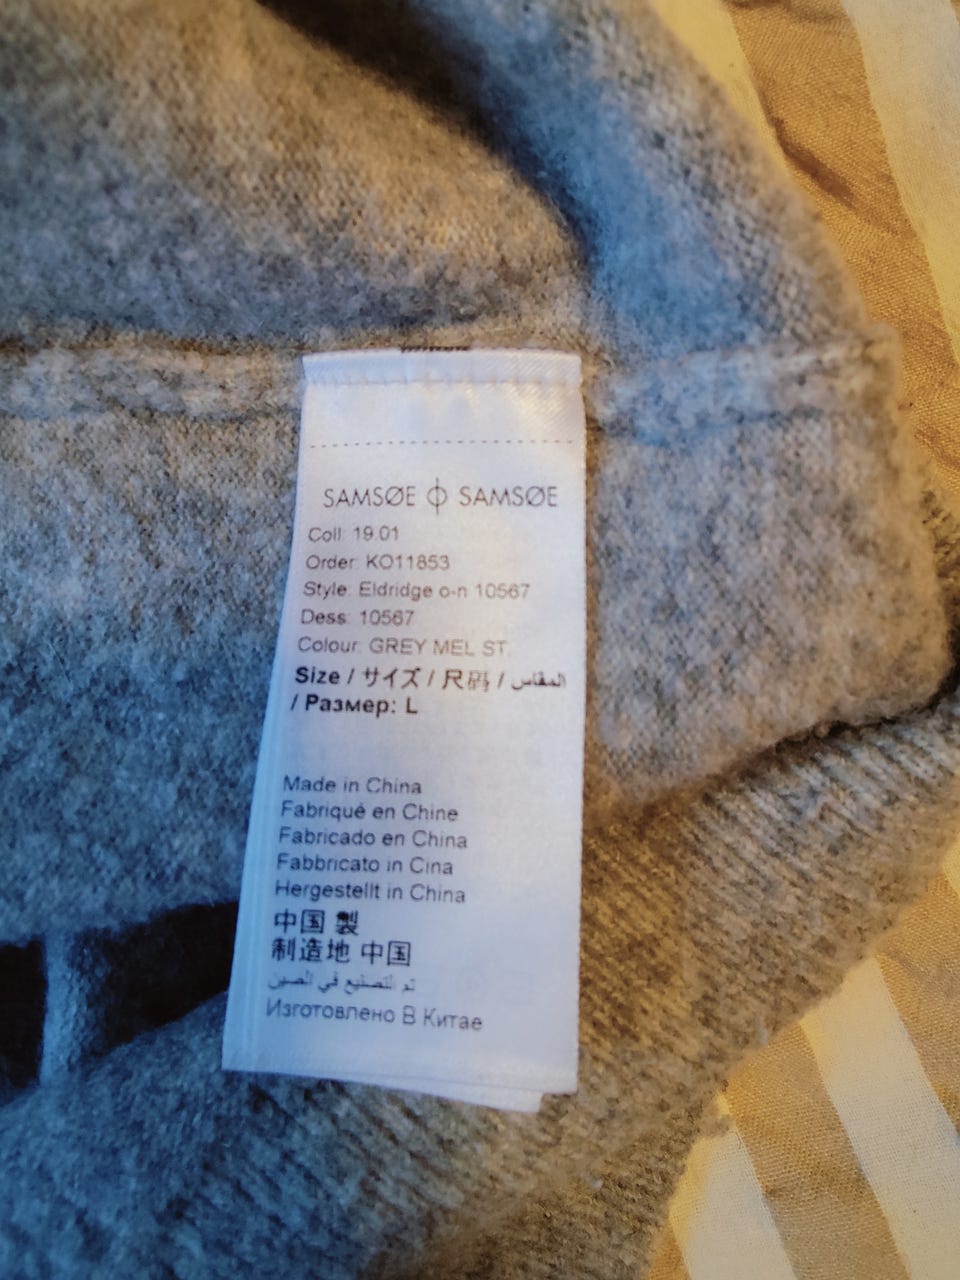 SAMSØE ϕ SAMSØE
Coll: 19.01
Order: KO11853
Style: Eldridge o-n 10567
Dess: 10567
Colour: GREY MEL ST.
Size / サイズ / 尺码 / المقاس
/ Размер: L
Made in China
Fabriqué en Chine
Fabricado en China
Fabbricato in Cina
Hergestellt in China
中国 製
制造地 中国
تم التصنيع في الصين
Изготовлено В Китае